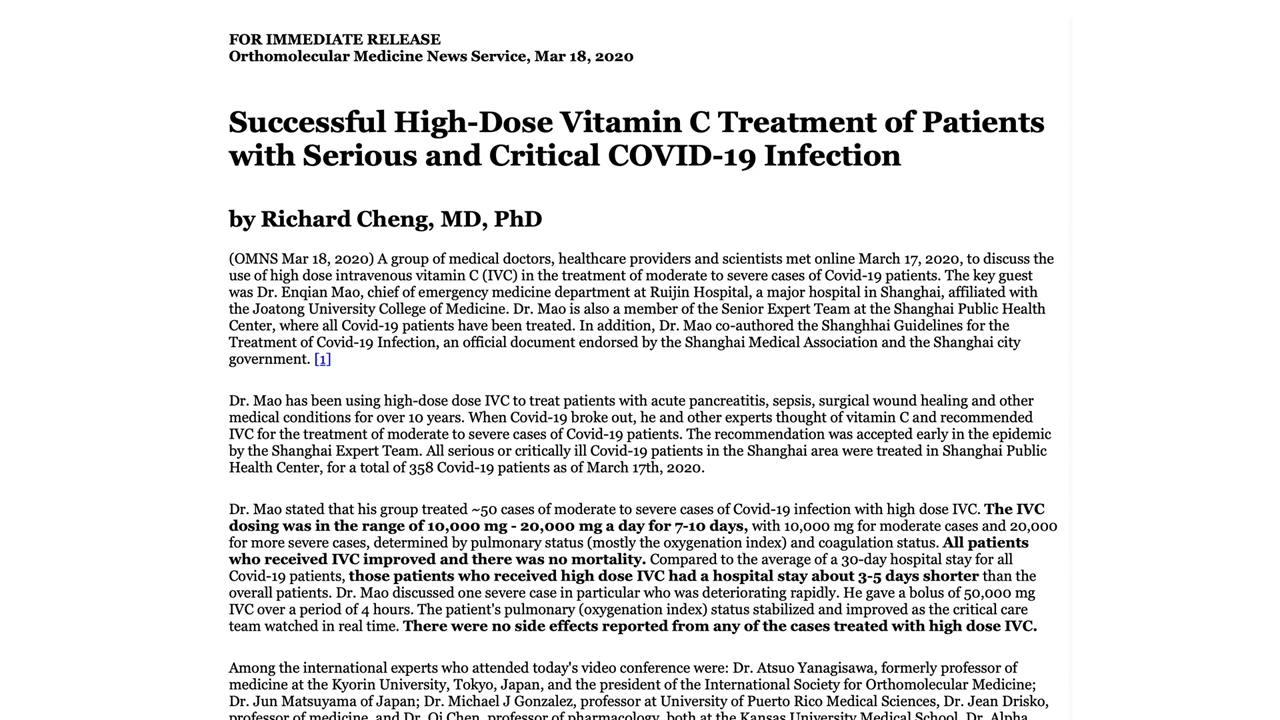 FOR IMMEDIATE RELEASE
Orthomolecular Medicine News Service, Mar 18, 2020
Successful High-Dose Vitamin C Treatment of Patients
with Serious and Critical COVID-19 Infection
by Richard Cheng, MD, PhD
(OMNS Mar 18, 2020) A group of medical doctors, healthcare providers and scientists met online March 17, 2020, to discuss the
use of high dose intravenous vitamin C (IVC) in the treatment of moderate to severe cases of Covid-19 patients. The key guest
was Dr. Enqian Mao, chief of emergency medicine department at Ruijin Hospital, a major hospital in Shanghai, affiliated with
the Joatong University College of Medicine. Dr. Mao is also a member of the Senior Expert Team at the Shanghai Public Health
Center, where all Covid-19 patients have been treated. In addition, Dr. Mao co-authored the Shanghhai Guidelines for the
Treatment of Covid-19 Infection, an official document endorsed by the Shanghai Medical Association and the Shanghai city
government. [1]
Dr. Mao has been using high-dose dose IVC to treat patients with acute pancreatitis, sepsis, surgical wound healing and other
medical conditions for over 10 years. When Covid-19 broke out, he and other experts thought of vitamin C and recommended
IVC for the treatment of moderate to severe cases of Covid-19 patients. The recommendation was accepted early in the epidemic
by the Shanghai Expert Team. All serious or critically ill Covid-19 patients in the Shanghai area were treated in Shanghai Public
Health Center, for a total of 358 Covid-19 patients as of March 17th, 2020.
Dr. Mao stated that his group treated ~50 cases of moderate to severe cases of Covid-19 infection with high dose IVC. The IVC
dosing was in the range of 10,000 mg - 20,000 mg a day for 7-10 days, with 10,000 mg for moderate cases and 20,000
for more severe cases, determined by pulmonary status (mostly the oxygenation index) and coagulation status. All patients
who received IVC improved and there was no mortality. Compared to the average of a 30-day hospital stay for all
Covid-19 patients, those patients who received high dose IVC had a hospital stay about 3-5 days shorter than the
overall patients. Dr. Mao discussed one severe case in particular who was deteriorating rapidly. He gave a bolus of 50,000 mg
IVC over a period of 4 hours. The patient's pulmonary (oxygenation index) status stabilized and improved as the critical care
team watched in real time. There were no side effects reported from any of the cases treated with high dose IVC.
Among the international experts who attended today's video conference were: Dr. Atsuo Yanagisawa, formerly professor of
medicine at the Kyorin University, Tokyo, Japan, and the president of the International Society for Orthomolecular Medicine;
Dr. Jun Matsuyama of Japan; Dr. Michael J Gonzalez, professor at University of Puerto Rico Medical Sciences, Dr. Jean Drisko,
professor of medicine, and Dr. Qi Chen, professor of pharmacology, both at the Kansas University Medical School, Dr. Alpha